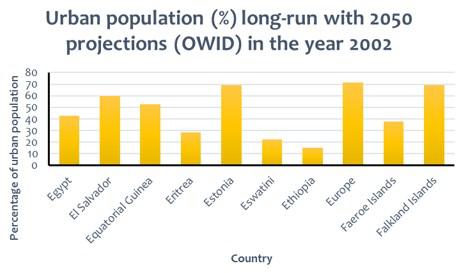 Urban population (%) long-run with 2050
projections (OWID) in the year 2002
Percentage of urban population
80
70
60
50
40
30
20
10
0
Egypt
El Salvador
Equatorial Guinea
Eritrea
Estonia
Eswatini
Ethiopia
Europe
Faeroe Islands
Falkland Islands
Country